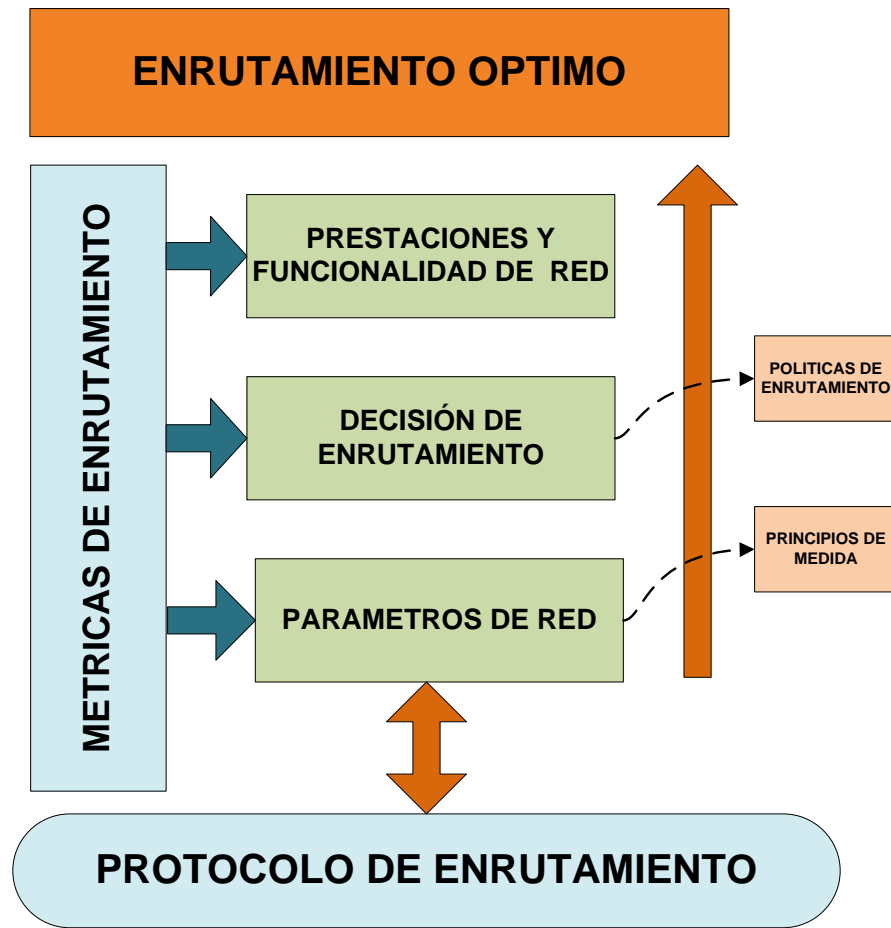 ENRUTAMIENTO OPTIMO
METRICAS DE ENRUTAMIENTO
PRESTACIONES Y
FUNCIONALIDAD DE RED
POLITICAS DE
ENRUTAMIENTO
DECISIÓN DE
ENRUTAMIENTO
PRINCIPIOS DE
MEDIDA
PARAMETROS DE RED
PROTOCOLO DE ENRUTAMIENTO